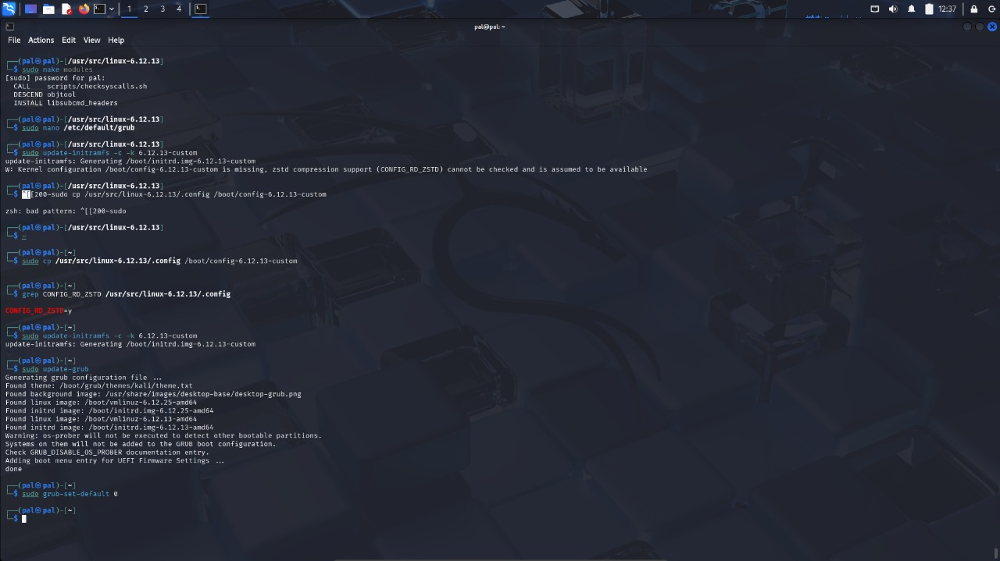 1 2 3 4
12:37
pal@pal: ~
File Actions Edit View Help
┌──(pal㉿pal)-[/usr/src/linux-6.12.13]
└─$ sudo make modules
[sudo] password for pal:
CALL scripts/checksyscalls.sh
DESCEND objtool
INSTALL libsubcmd_headers
┌──(pal㉿pal)-[/usr/src/linux-6.12.13]
└─$ sudo nano /etc/default/grub
┌──(pal㉿pal)-[/usr/src/linux-6.12.13]
└─$ sudo update-initramfs -c -k 6.12.13-custom
update-initramfs: Generating /boot/initrd.img-6.12.13-custom
W: Kernel configuration /boot/config-6.12.13-custom is missing, zstd compression support (CONFIG_RD_ZSTD) cannot be checked and is assumed to be available
┌──(pal㉿pal)-[/usr/src/linux-6.12.13]
└─$ ^[[200~sudo cp /usr/src/linux-6.12.13/.config /boot/config-6.12.13-custom
zsh: bad pattern: ^[[200~sudo
┌──(pal㉿pal)-[/usr/src/linux-6.12.13]
└─$ ~
┌──(pal㉿pal)-[~]
└─$ sudo cp /usr/src/linux-6.12.13/.config /boot/config-6.12.13-custom
┌──(pal㉿pal)-[~]
└─$ grep CONFIG_RD_ZSTD /usr/src/linux-6.12.13/.config
CONFIG_RD_ZSTD=y
┌──(pal㉿pal)-[~]
└─$ sudo update-initramfs -c -k 6.12.13-custom
update-initramfs: Generating /boot/initrd.img-6.12.13-custom
┌──(pal㉿pal)-[~]
└─$ sudo update-grub
Generating grub configuration file ...
Found theme: /boot/grub/themes/kali/theme.txt
Found background image: /usr/share/images/desktop-base/desktop-grub.png
Found linux image: /boot/vmlinuz-6.12.25-amd64
Found initrd image: /boot/initrd.img-6.12.25-amd64
Found linux image: /boot/vmlinuz-6.12.13-amd64
Found initrd image: /boot/initrd.img-6.12.13-amd64
Warning: os-prober will not be executed to detect other bootable partitions.
Systems on them will not be added to the GRUB boot configuration.
Check GRUB_DISABLE_OS_PROBER documentation entry.
Adding boot menu entry for UEFI Firmware Settings ...
done
┌──(pal㉿pal)-[~]
└─$ sudo grub-set-default 0
┌──(pal㉿pal)-[~]
└─$